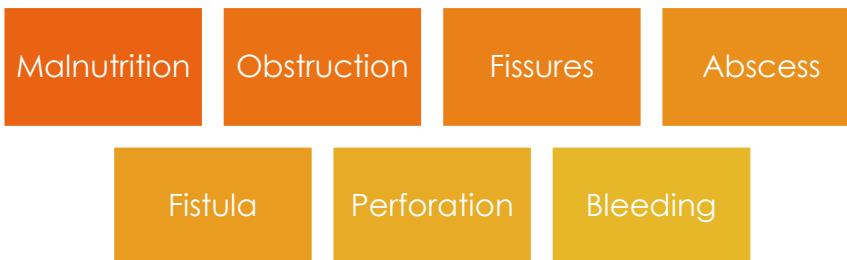 Malnutrition
Obstruction
Fissures
Abscess
Fistula
Perforation
Bleeding